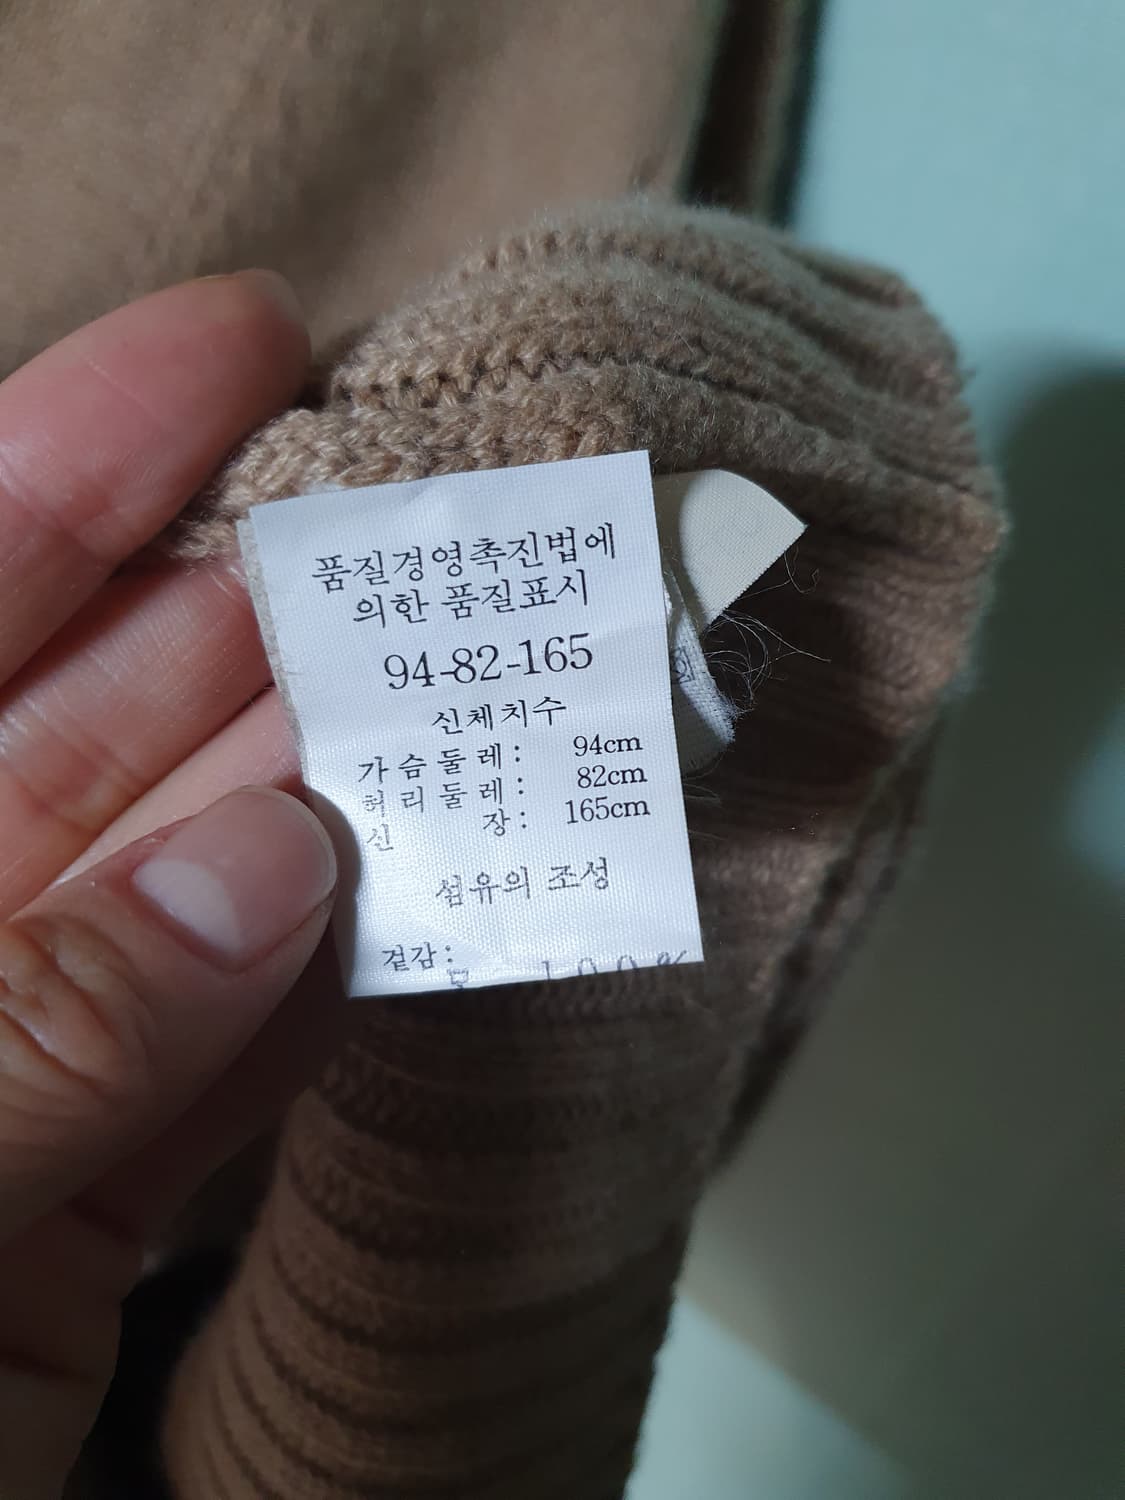 품질경영촉진법에
의한 품질표시
94-82-165
신체치수
가 슴 둘 레 : 94cm
허 리 둘 레 : 82cm
신 장 : 165cm
섬유의 조성
겉감 :
모 100%